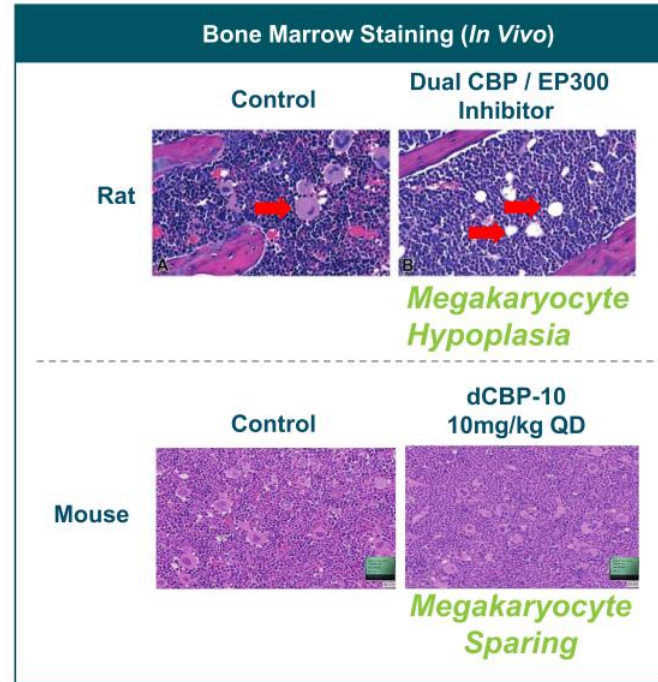 Bone Marrow Staining (In Vivo)
Control
Dual CBP / EP300
Inhibitor
Rat
A
B
Megakaryocyte
Hypoplasia
Control
dCBP-10
10mg/kg QD
Mouse
Megakaryocyte
Sparing